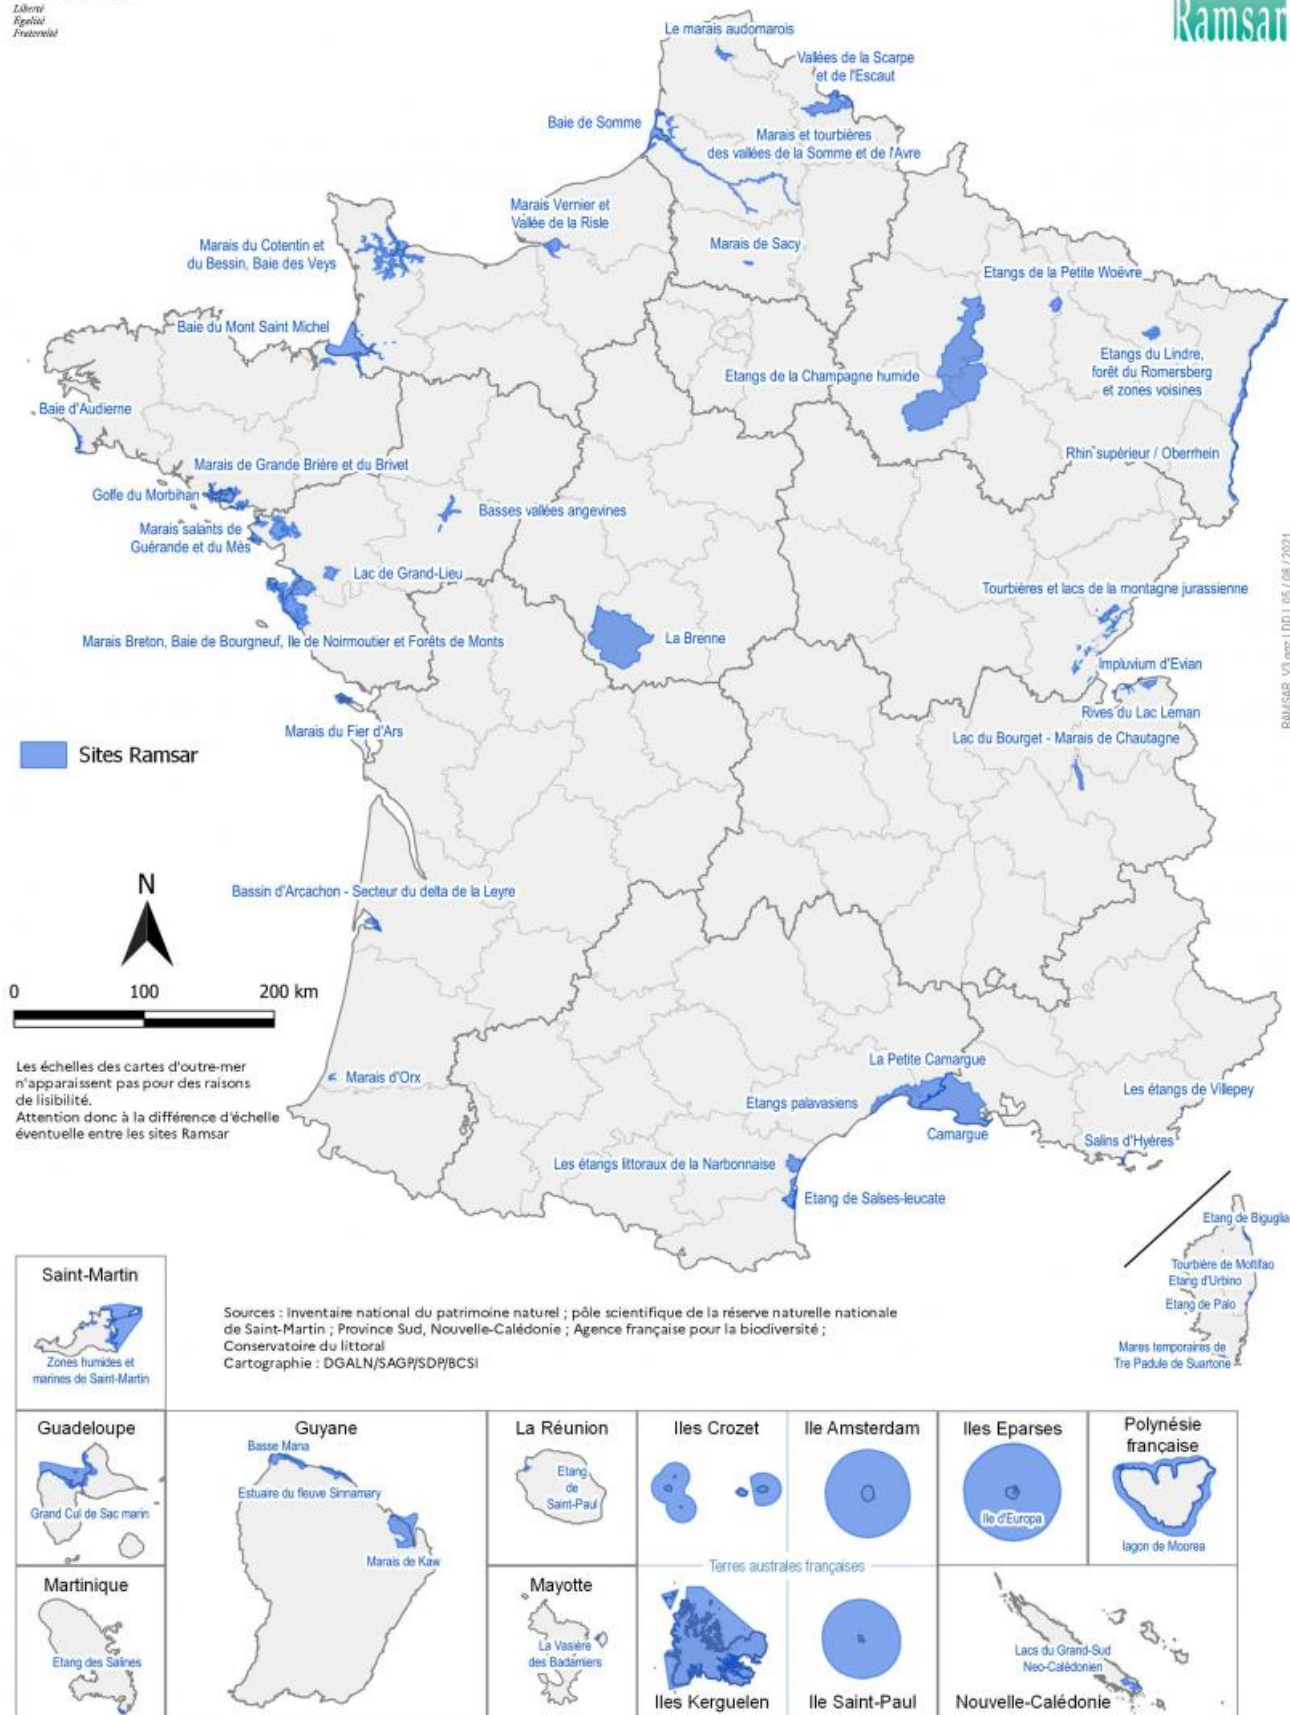 Liberté
Égalité
Fraternité
Ramsar
Le marais audomarois
Vallées de la Scarpe
et de l'Escaut
Baie de Somme
Marais et tourbières
des vallées de la Somme et de l'Avre
Marais Vernier et
Vallée de la Risle
Marais de Sacy
Marais du Cotentin et
du Bessin, Baie des Veys
Etangs de la Petite Woëvre
Baie du Mont Saint Michel
Etangs du Lindre,
forêt du Romersberg
et zones voisines
Etangs de la Champagne humide
Baie d'Audierne
Rhin supérieur / Oberrhein
Marais de Grande Brière et du Brivet
Golfe du Morbihan
Basses vallées angevines
Marais salants de
Guérande et du Mès
Lac de Grand-Lieu
Tourbières et lacs de la montagne jurassienne
Marais Breton, Baie de Bourgneuf, Ile de Noirmoutier et Forêts de Monts
La Brenne
Impluvium d'Evian
Rives du Lac Leman
Marais du Fier d'Ars
Lac du Bourget - Marais de Chautagne
RAMSAR_V3.qgz | DD | 05 / 08 / 2021
Sites Ramsar
N
Bassin d'Arcachon - Secteur du delta de la Leyre
0 100 200 km
Les échelles des cartes d'outre-mer
n'apparaissent pas pour des raisons
de lisibilité.
Attention donc à la différence d'échelle
éventuelle entre les sites Ramsar
Marais d'Orx
La Petite Camargue
Les étangs de Villepey
Etangs palavasiens
Camargue
Salins d'Hyères
Les étangs littoraux de la Narbonnaise
Etang de Salses-leucate
Etang de Biguglia
Tourbière de Moltifao
Etang d'Urbino
Etang de Palo
Mares temporaires de
Tre Padule de Suartone
Saint-Martin
Zones humides et
marines de Saint-Martin
Sources : Inventaire national du patrimoine naturel ; pôle scientifique de la réserve naturelle nationale
de Saint-Martin ; Province Sud, Nouvelle-Calédonie ; Agence française pour la biodiversité ;
Conservatoire du littoral
Cartographie : DGALN/SAGP/SDP/BCSI
Guadeloupe
Grand Cul de Sac marin
Guyane
Basse Mana
Estuaire du fleuve Sinnamary
Marais de Kaw
La Réunion
Etang
de
Saint-Paul
Iles Crozet
Ile Amsterdam
Iles Eparses
Ile d'Europa
Polynésie
française
lagon de Moorea
Terres australes françaises
Martinique
Etang des Salines
Mayotte
La Vasière
des Badamiers
Iles Kerguelen
Ile Saint-Paul
Lacs du Grand-Sud
Neo-Calédonien
Nouvelle-Calédonie